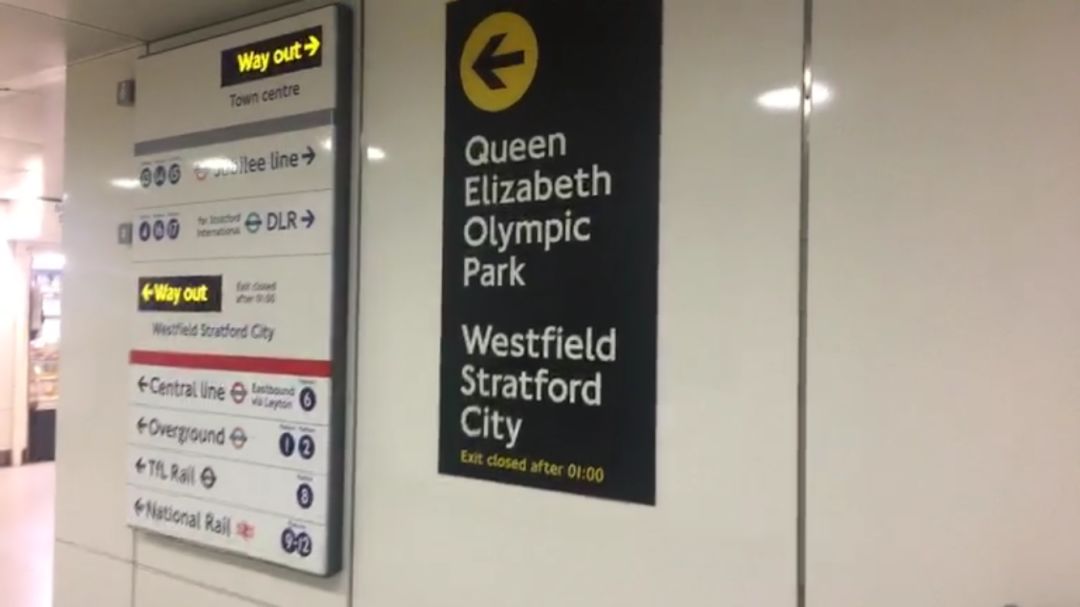 Way out →
Town centre
Jubilee line →
for Stratford
International
DLR →
← Way out
Exit closed
after 01:00
Westfield Stratford City
← Central line
Eastbound
via Leyton
6
← Overground
1 2
← TfL Rail
8
← National Rail
9-12
Queen
Elizabeth
Olympic
Park
Westfield
Stratford
City
Exit closed after 01:00